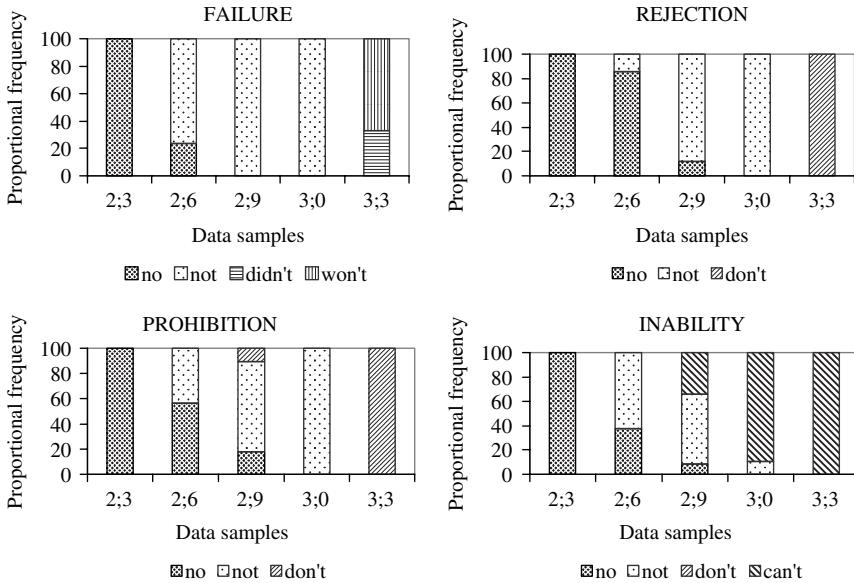 FAILURE
Proportional frequency
100
80
60
40
20
0
2;3 2;6 2;9 3;0 3;3
Data samples
no not didn't won't
REJECTION
Proportional frequency
100
80
60
40
20
0
2;3 2;6 2;9 3;0 3;3
Data samples
no not don't
PROHIBITION
Proportional frequency
100
80
60
40
20
0
2;3 2;6 2;9 3;0 3;3
Data samples
no not don't
INABILITY
Proportional frequency
100
80
60
40
20
0
2;3 2;6 2;9 3;0 3;3
Data samples
no not don't can't